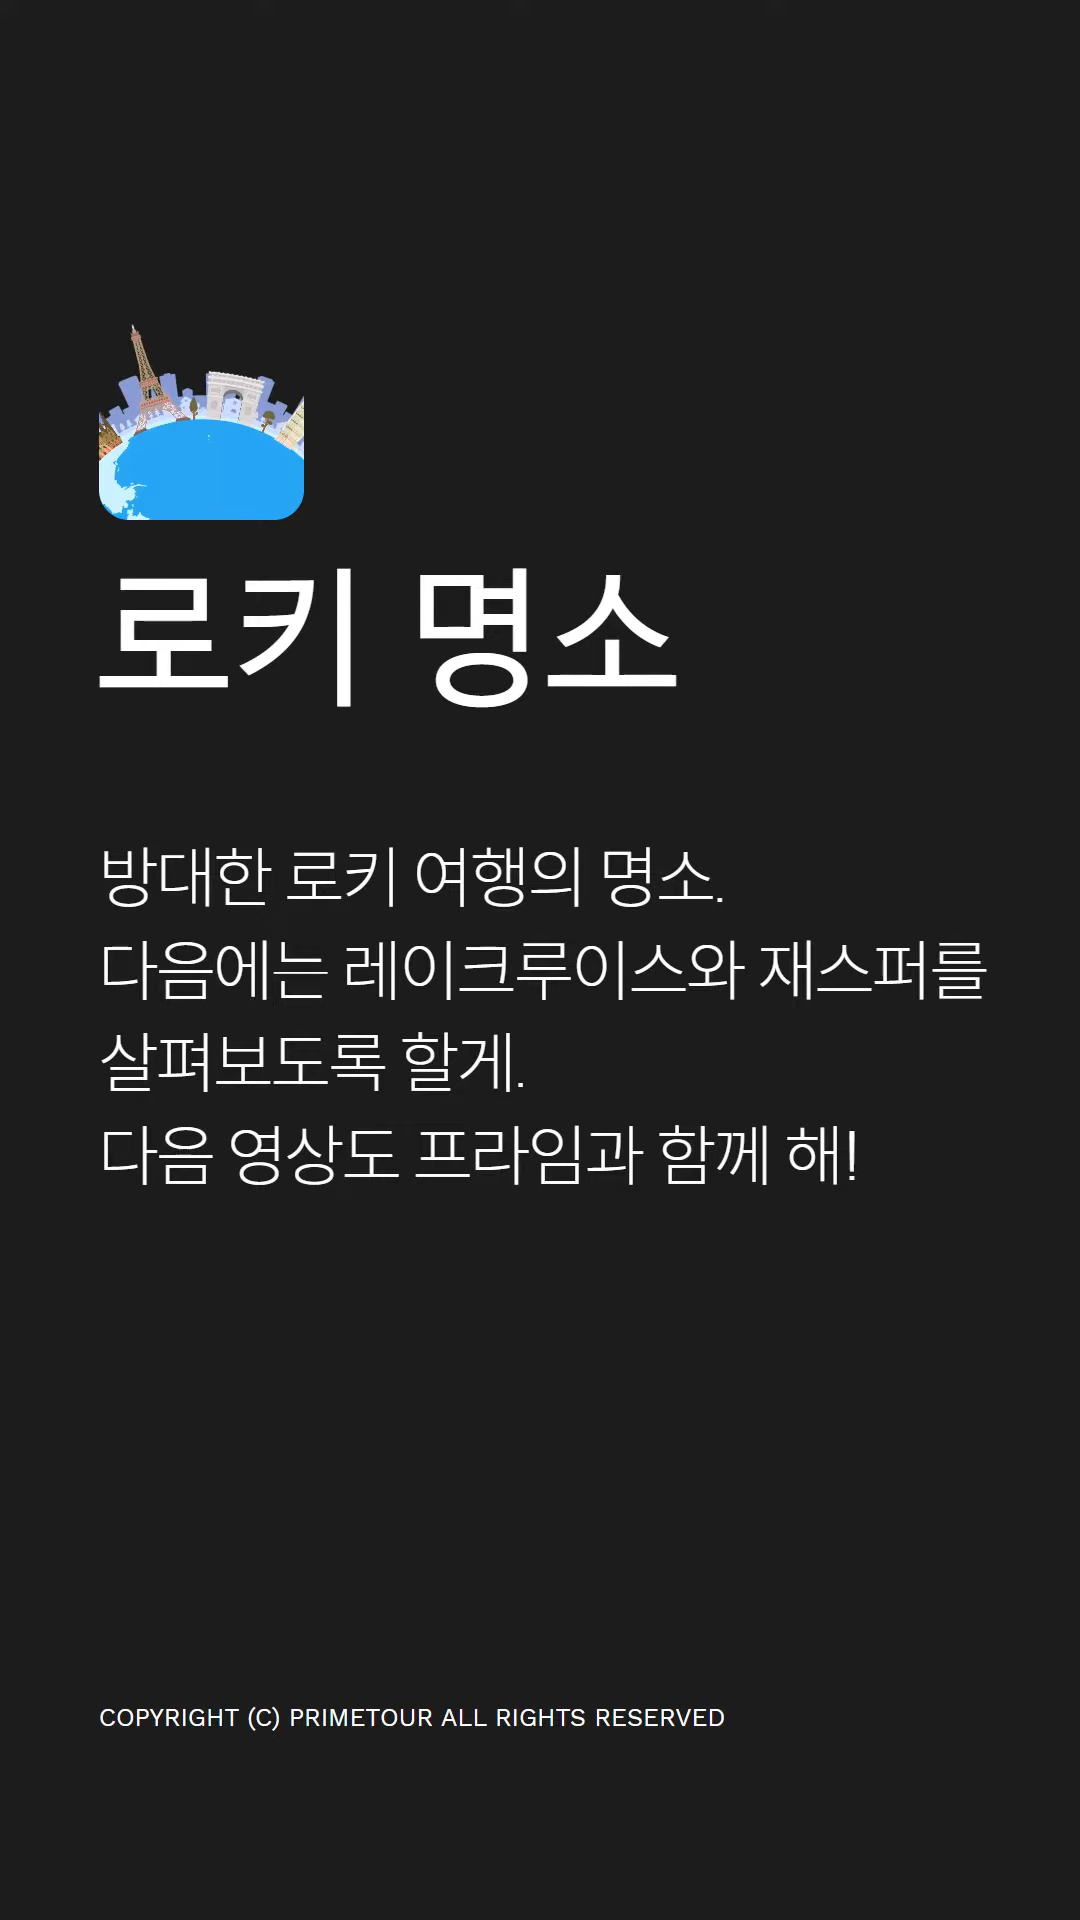 로키 명소
방대한 로키 여행의 명소.
다음에는 레이크루이스와 재스퍼를
살펴보도록 할게.
다음 영상도 프라임과 함께 해!
COPYRIGHT (C) PRIMETOUR ALL RIGHTS RESERVED